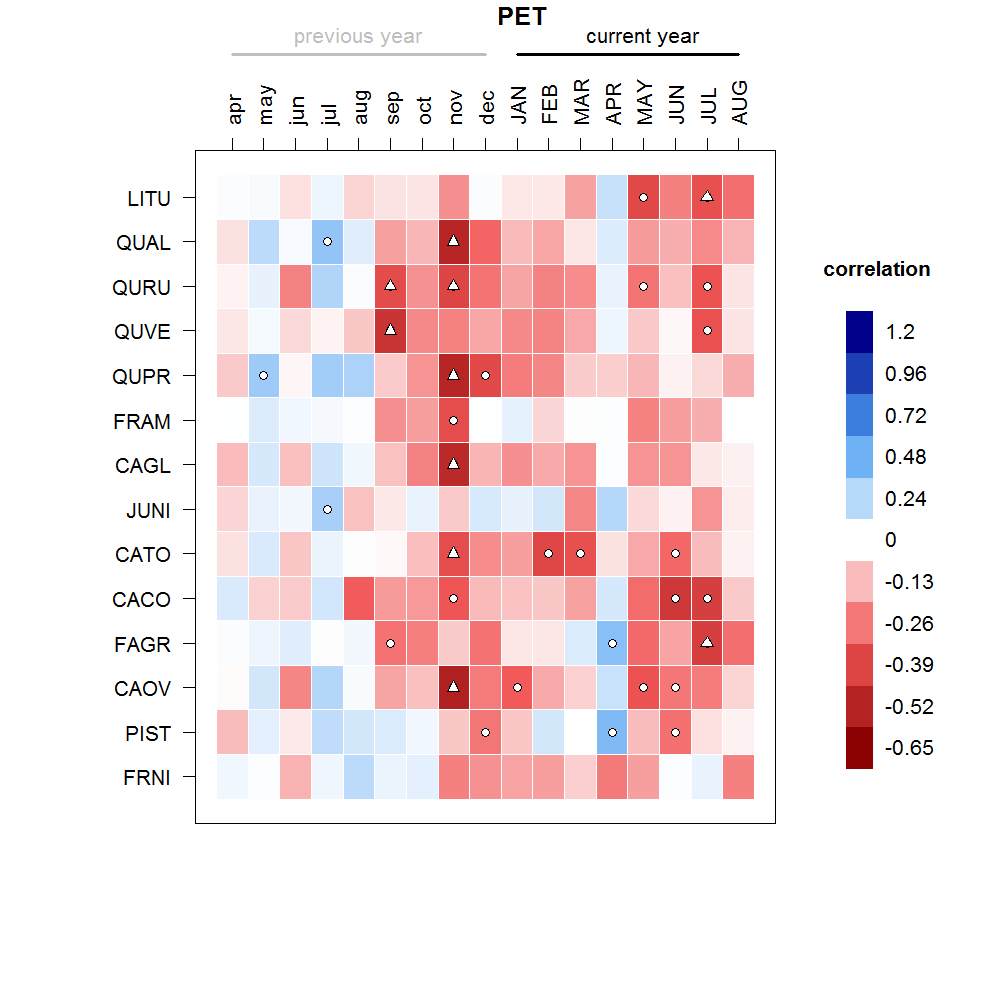 PET
previous year current year
apr may jun jul aug sep oct nov dec JAN FEB MAR APR MAY JUN JUL AUG
LITU
QUAL
QURU
QUVE
QUPR
FRAM
CAGL
JUNI
CATO
CACO
FAGR
CAOV
PIST
FRNI
correlation
1.2
0.96
0.72
0.48
0.24
0
-0.13
-0.26
-0.39
-0.52
-0.65